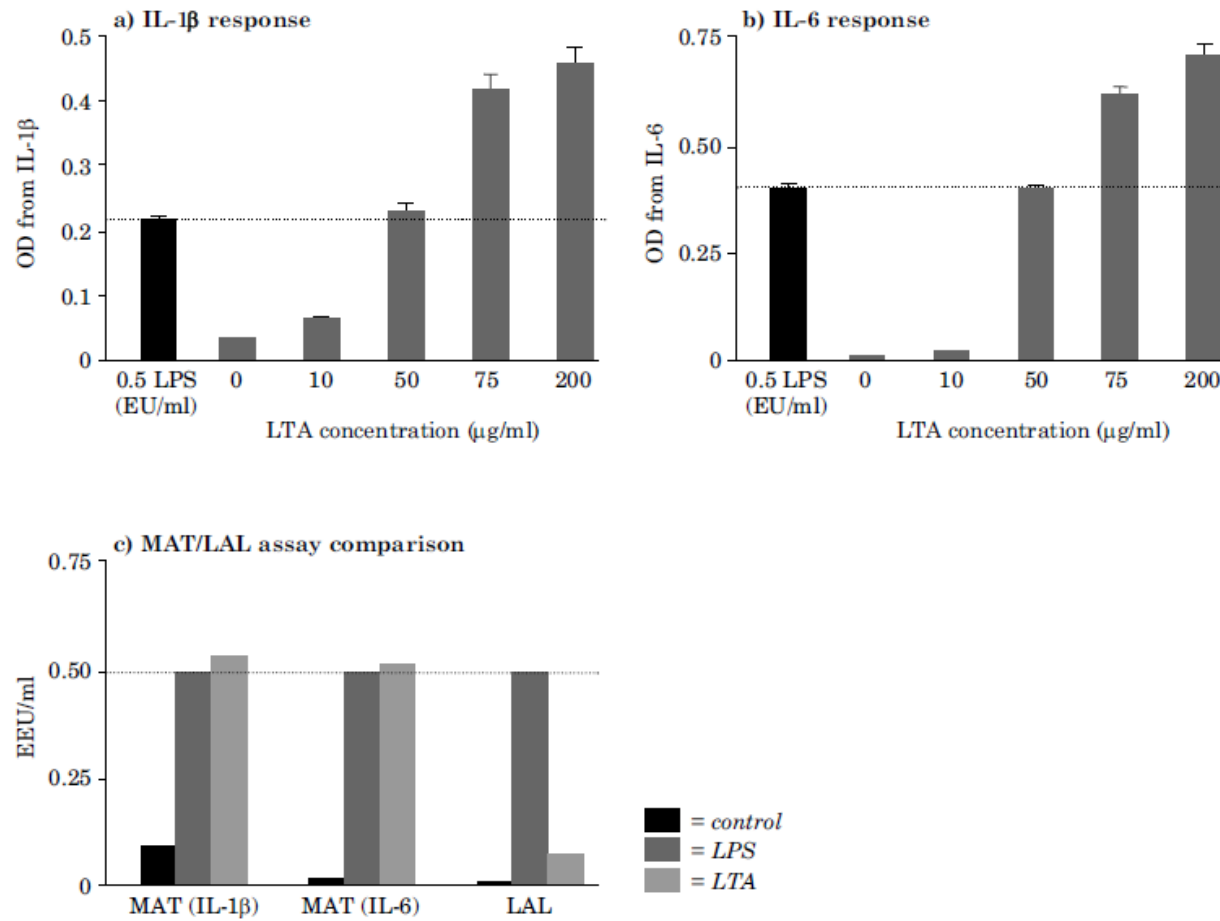 a) IL-1β response
0.5
0.4
0.3
0.2
0.1
0
OD from IL-1β
0.5 LPS
(EU/ml)
0
10
50
75
200
LTA concentration (μg/ml)
b) IL-6 response
0.75
0.50
0.25
0
OD from IL-6
0.5 LPS
(EU/ml)
0
10
50
75
200
LTA concentration (μg/ml)
c) MAT/LAL assay comparison
0.75
0.50
0.25
0
EEU/ml
MAT (IL-1β)
MAT (IL-6)
LAL
= control
= LPS
= LTA